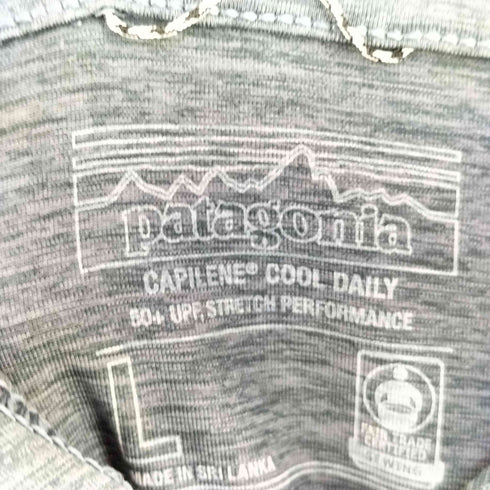 patagonia
CAPILENE® COOL DAILY
50+ UPF, STRETCH PERFORMANCE
L
FAIR TRADE
CERTIFIED
SEWING
MADE IN SRI LANKA